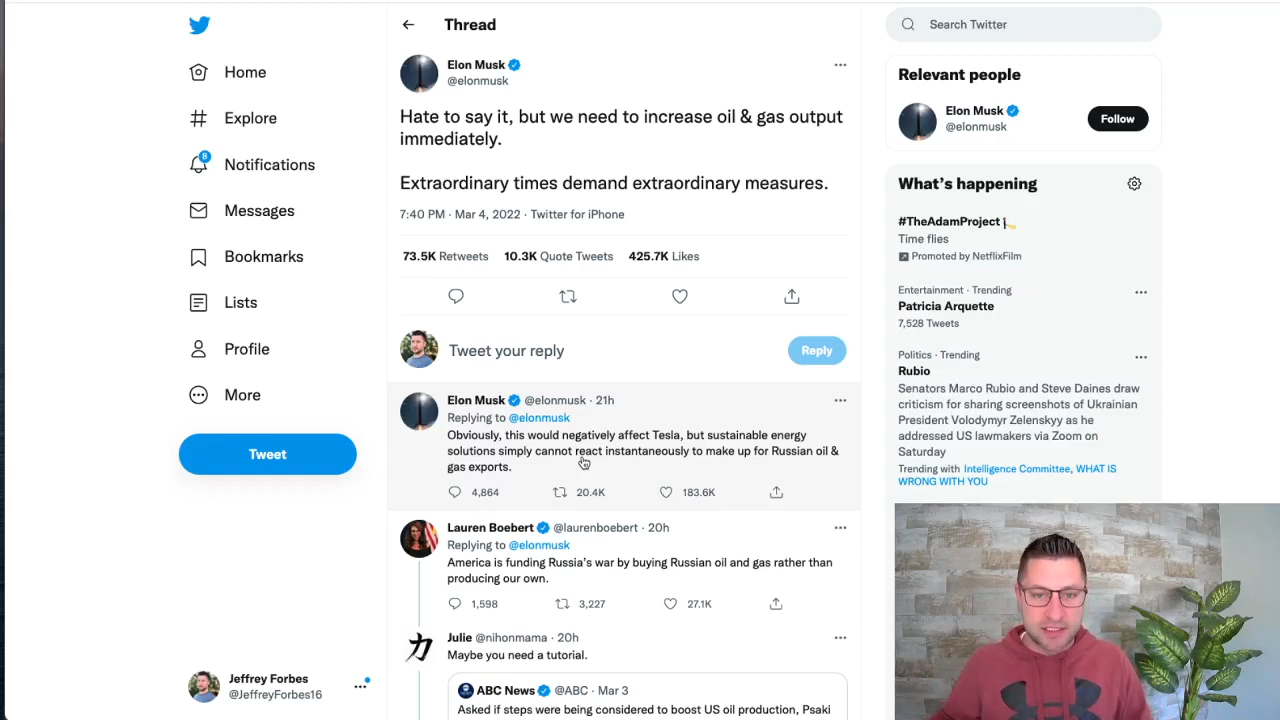 Home
Explore
8
Notifications
Messages
Bookmarks
Lists
Profile
More
Tweet
Jeffrey Forbes
@JeffreyForbes16
Thread
Elon Musk
@elonmusk
Hate to say it, but we need to increase oil & gas output
immediately.
Extraordinary times demand extraordinary measures.
7:40 PM · Mar 4, 2022 · Twitter for iPhone
73.5K Retweets 10.3K Quote Tweets 425.7K Likes
Tweet your reply
Reply
Elon Musk @elonmusk · 21h
Replying to @elonmusk
Obviously, this would negatively affect Tesla, but sustainable energy
solutions simply cannot react instantaneously to make up for Russian oil &
gas exports.
4,864 20.4K 183.6K
Lauren Boebert @laurenboebert · 20h
Replying to @elonmusk
America is funding Russia's war by buying Russian oil and gas rather than
producing our own.
1,598 3,227 27.1K
力
Julie @nihonmama · 20h
Maybe you need a tutorial.
ABC News @ABC · Mar 3
Asked if steps were being considered to boost US oil production, Psaki
Search Twitter
Relevant people
Elon Musk
@elonmusk
Follow
What's happening
#TheAdamProject
Time flies
Promoted by NetflixFilm
Entertainment · Trending
Patricia Arquette
7,528 Tweets
Politics · Trending
Rubio
Senators Marco Rubio and Steve Daines draw
criticism for sharing screenshots of Ukrainian
President Volodymyr Zelenskyy as he
addressed US lawmakers via Zoom on
Saturday
Trending with Intelligence Committee, WHAT IS
WRONG WITH YOU